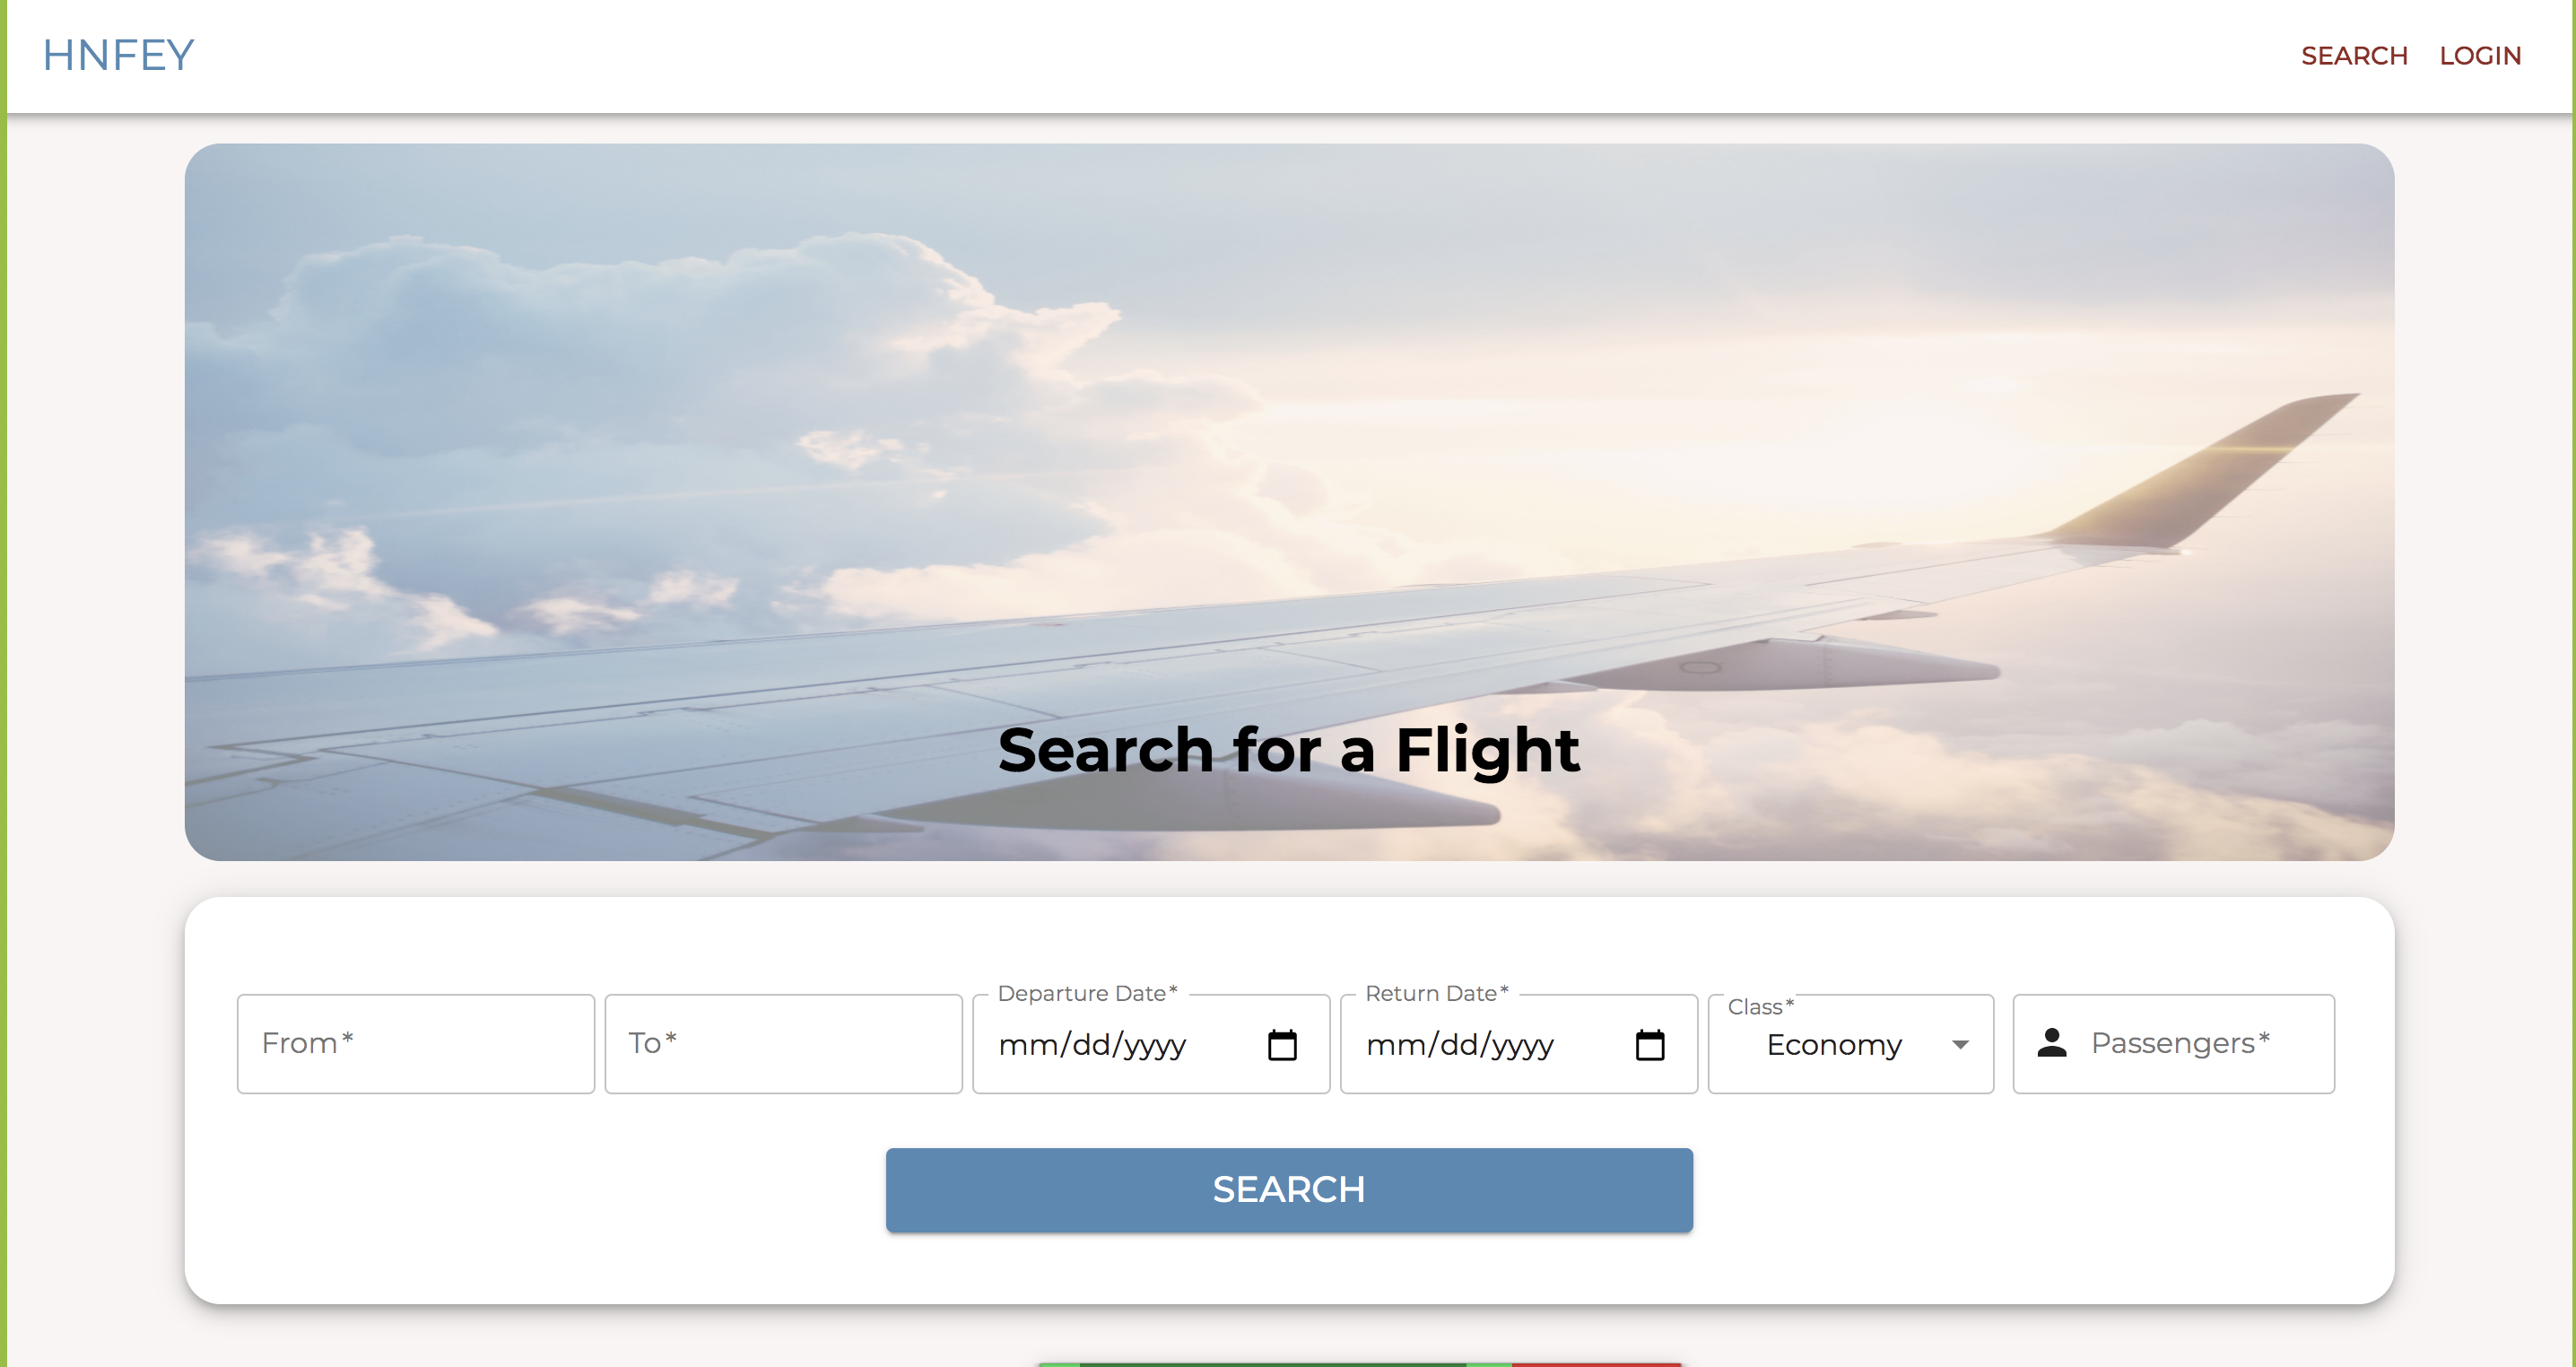 HNFEY
SEARCH LOGIN
Search for a Flight
Departure Date* Return Date* Class*
From* To* mm/dd/yyyy mm/dd/yyyy Economy Passengers*
SEARCH